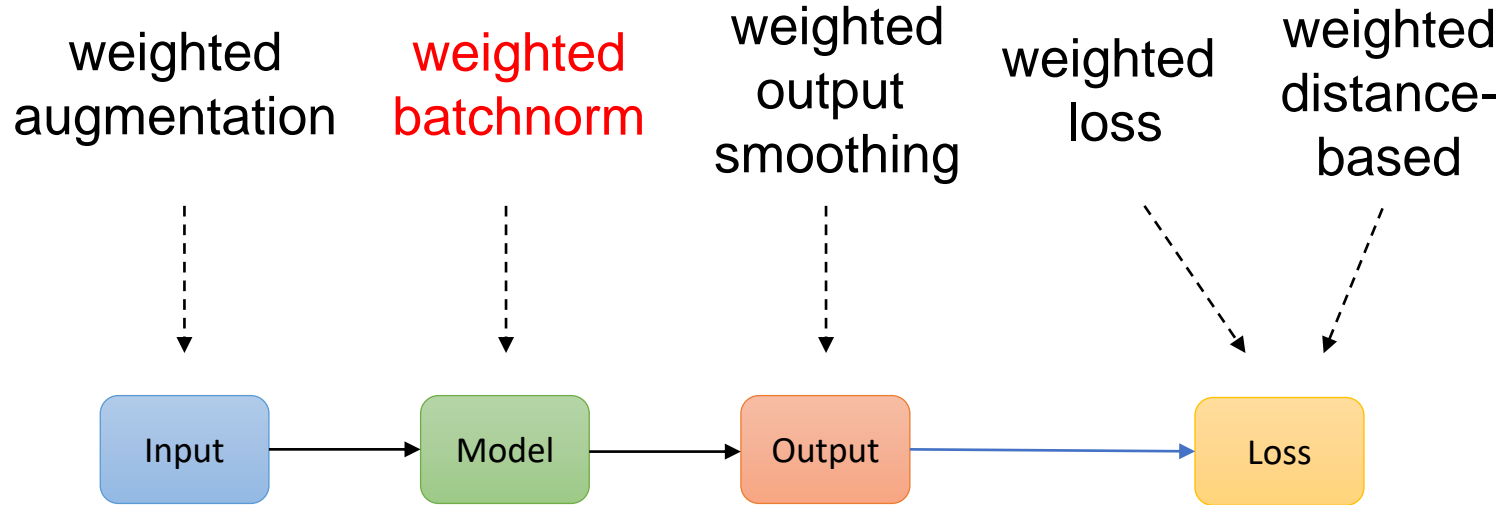 weighted
augmentation
weighted
batchnorm
weighted
output
smoothing
weighted
loss
weighted
distance-
based
Input
Model
Output
Loss